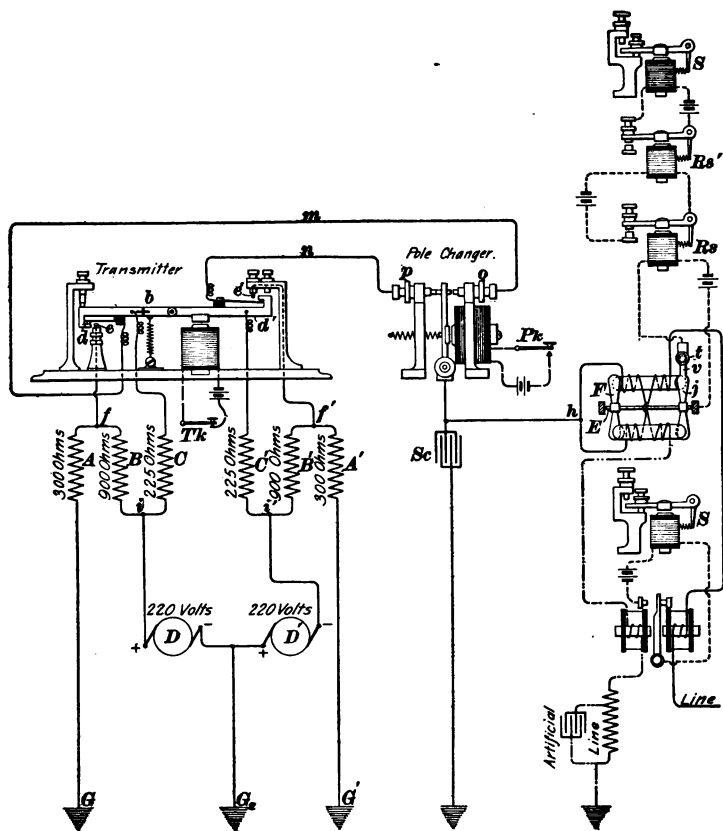 S
Rs'
Rs
m
n
Transmitter
Pole Changer.
p
o
b
e'
d'
d
e
Pk
t
v
j
F
E
h
Tk
f
f'
300 Ohms
A
900 Ohms
B
225 Ohms
C
225 Ohms
C'
900 Ohms
B'
300 Ohms
A'
Sc
S
i'
220 Volts
D
+
-
220 Volts
D'
+
-
Artificial
Line
Line
G
G₂
G'